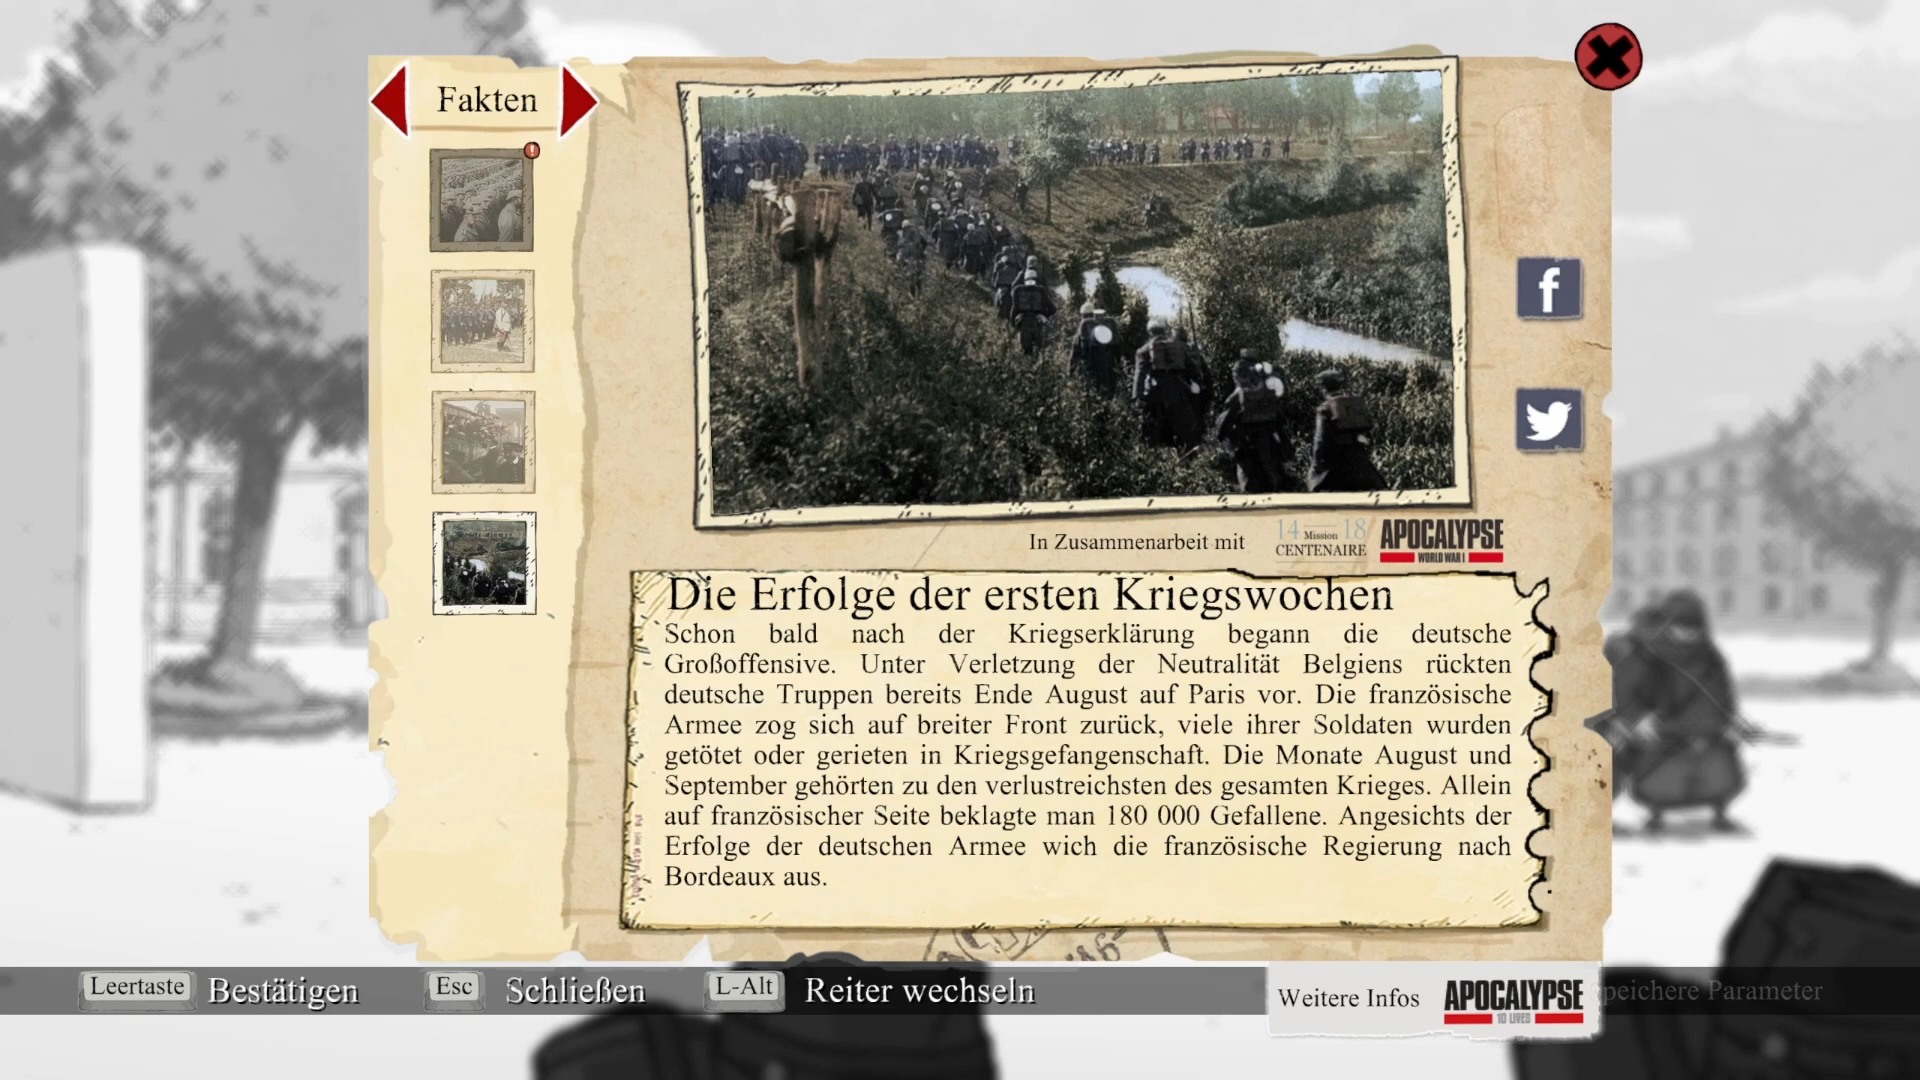 Fakten
In Zusammenarbeit mit
14 Mission 18
CENTENAIRE
APOCALYPSE
WORLD WAR I
Die Erfolge der ersten Kriegswochen
Schon bald nach der Kriegserklärung begann die deutsche
Großoffensive. Unter Verletzung der Neutralität Belgiens rückten
deutsche Truppen bereits Ende August auf Paris vor. Die französische
Armee zog sich auf breiter Front zurück, viele ihrer Soldaten wurden
getötet oder gerieten in Kriegsgefangenschaft. Die Monate August und
September gehörten zu den verlustreichsten des gesamten Krieges. Allein
auf französischer Seite beklagte man 180 000 Gefallene. Angesichts der
Erfolge der deutschen Armee wich die französische Regierung nach
Bordeaux aus.
Leertaste Bestätigen Esc Schließen L-Alt Reiter wechseln
Weitere Infos APOCALYPSE
10 LIVES
peichere Parameter